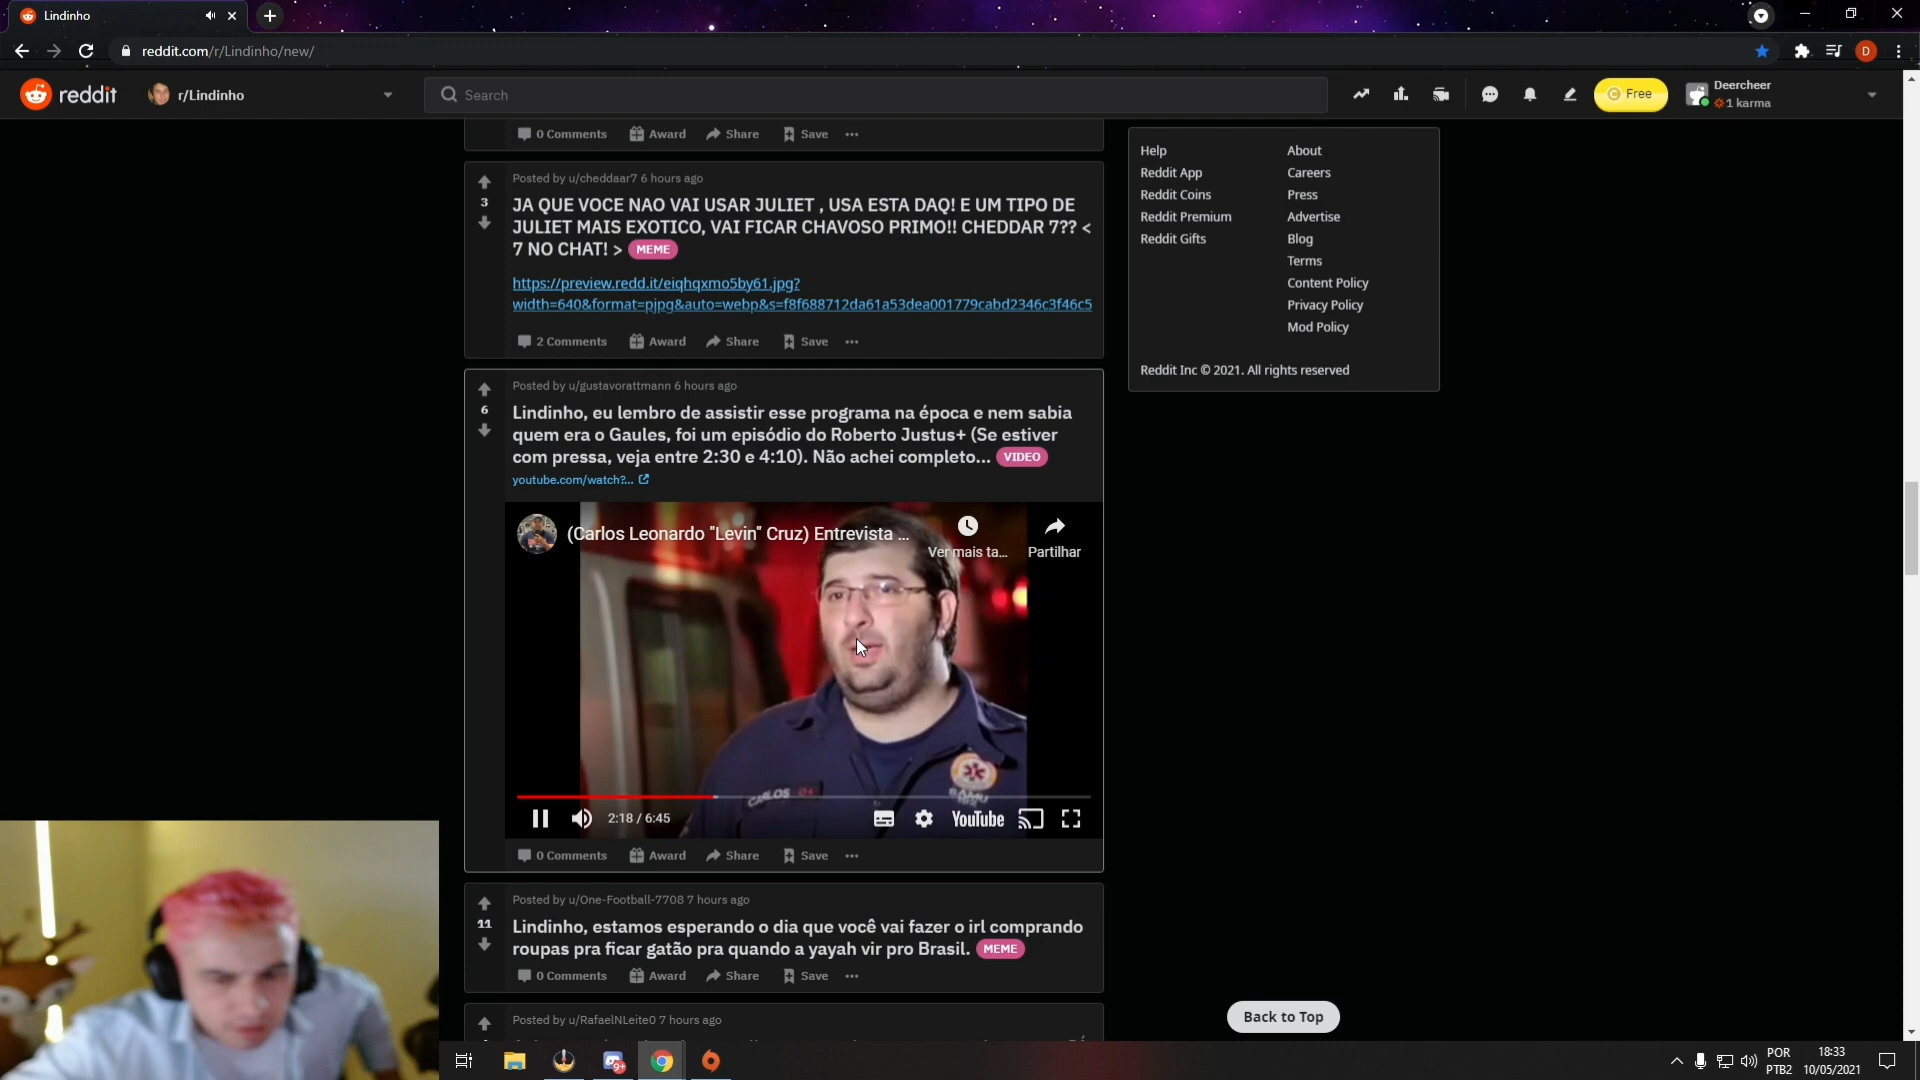 Lindinho
reddit.com/r/Lindinho/new/
reddit
r/Lindinho
Search
Free
Deercheer
1 karma
0 Comments Award Share Save
Posted by u/cheddaar7 6 hours ago
3
JA QUE VOCE NAO VAI USAR JULIET , USA ESTA DAQ! E UM TIPO DE
JULIET MAIS EXOTICO, VAI FICAR CHAVOSO PRIMO!! CHEDDAR 7?? <
7 NO CHAT! > MEME
https://preview.redd.it/eiqhqxmo5by61.jpg?
width=640&format=pjpg&auto=webp&s=f8f688712da61a53dea001779cabd2346c3f46c5
2 Comments Award Share Save
Posted by u/gustavorattmann 6 hours ago
6
Lindinho, eu lembro de assistir esse programa na época e nem sabia
quem era o Gaules, foi um episódio do Roberto Justus+ (Se estiver
com pressa, veja entre 2:30 e 4:10). Não achei completo... VIDEO
youtube.com/watch?...
(Carlos Leonardo "Levin" Cruz) Entrevista ...
Ver mais ta...
Partilhar
CARLOS O+
SAMU
192
2:18 / 6:45
YouTube
0 Comments Award Share Save
Posted by u/One-Football-7708 7 hours ago
11
Lindinho, estamos esperando o dia que você vai fazer o irl comprando
roupas pra ficar gatão pra quando a yayah vir pro Brasil. MEME
0 Comments Award Share Save
Posted by u/RafaelNLeite0 7 hours ago
Help
Reddit App
Reddit Coins
Reddit Premium
Reddit Gifts
About
Careers
Press
Advertise
Blog
Terms
Content Policy
Privacy Policy
Mod Policy
Reddit Inc © 2021. All rights reserved
Back to Top
D
9+
POR
PTB2
18:33
10/05/2021